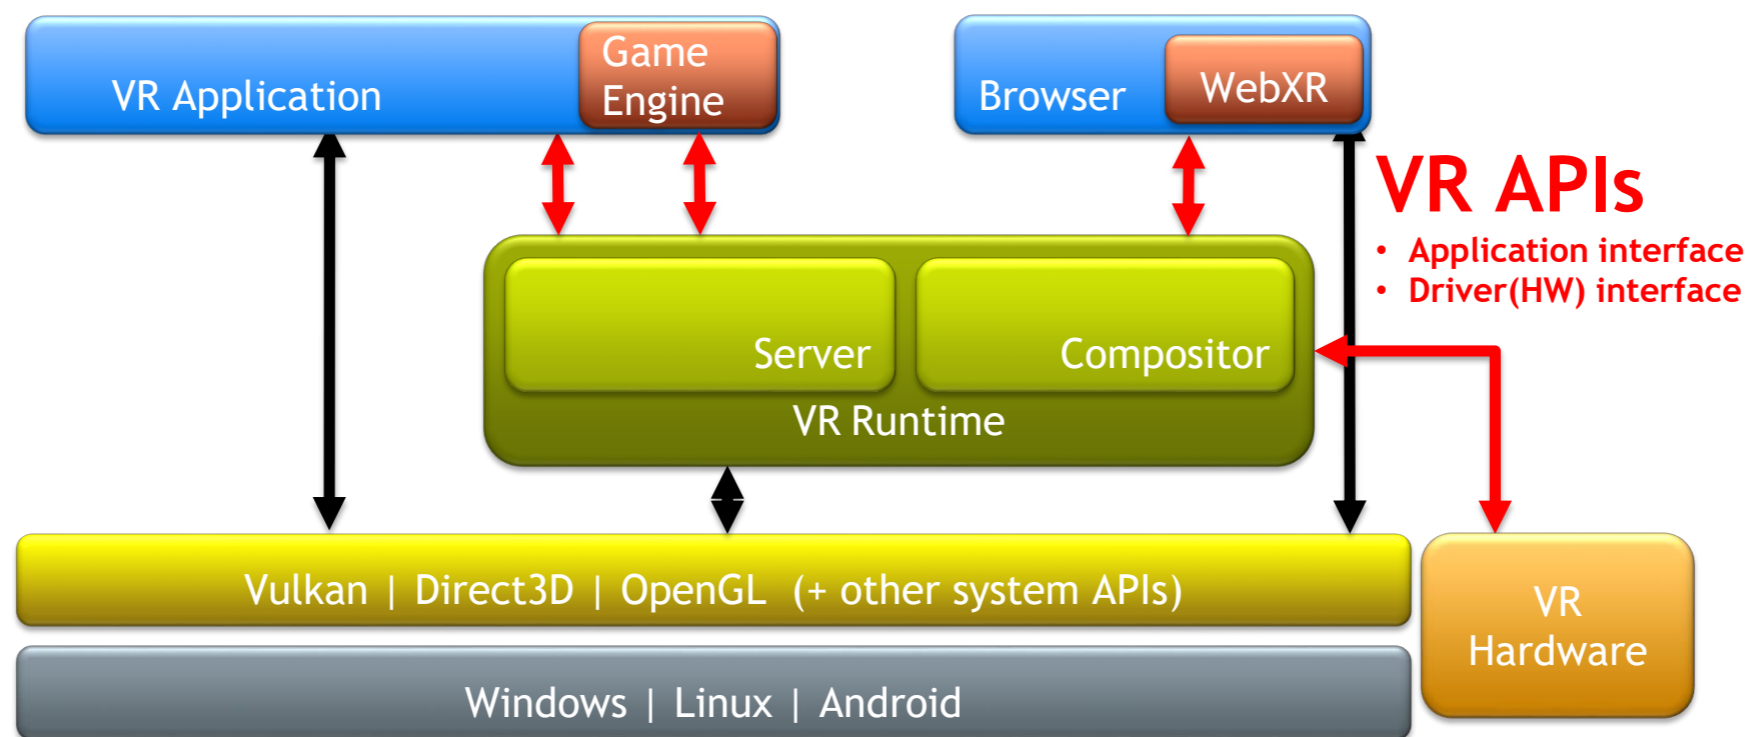 VR Application
Game
Engine
Browser
WebXR
VR APIs
• Application interface
• Driver(HW) interface
Server
Compositor
VR Runtime
Vulkan | Direct3D | OpenGL (+ other system APIs)
VR
Hardware
Windows | Linux | Android